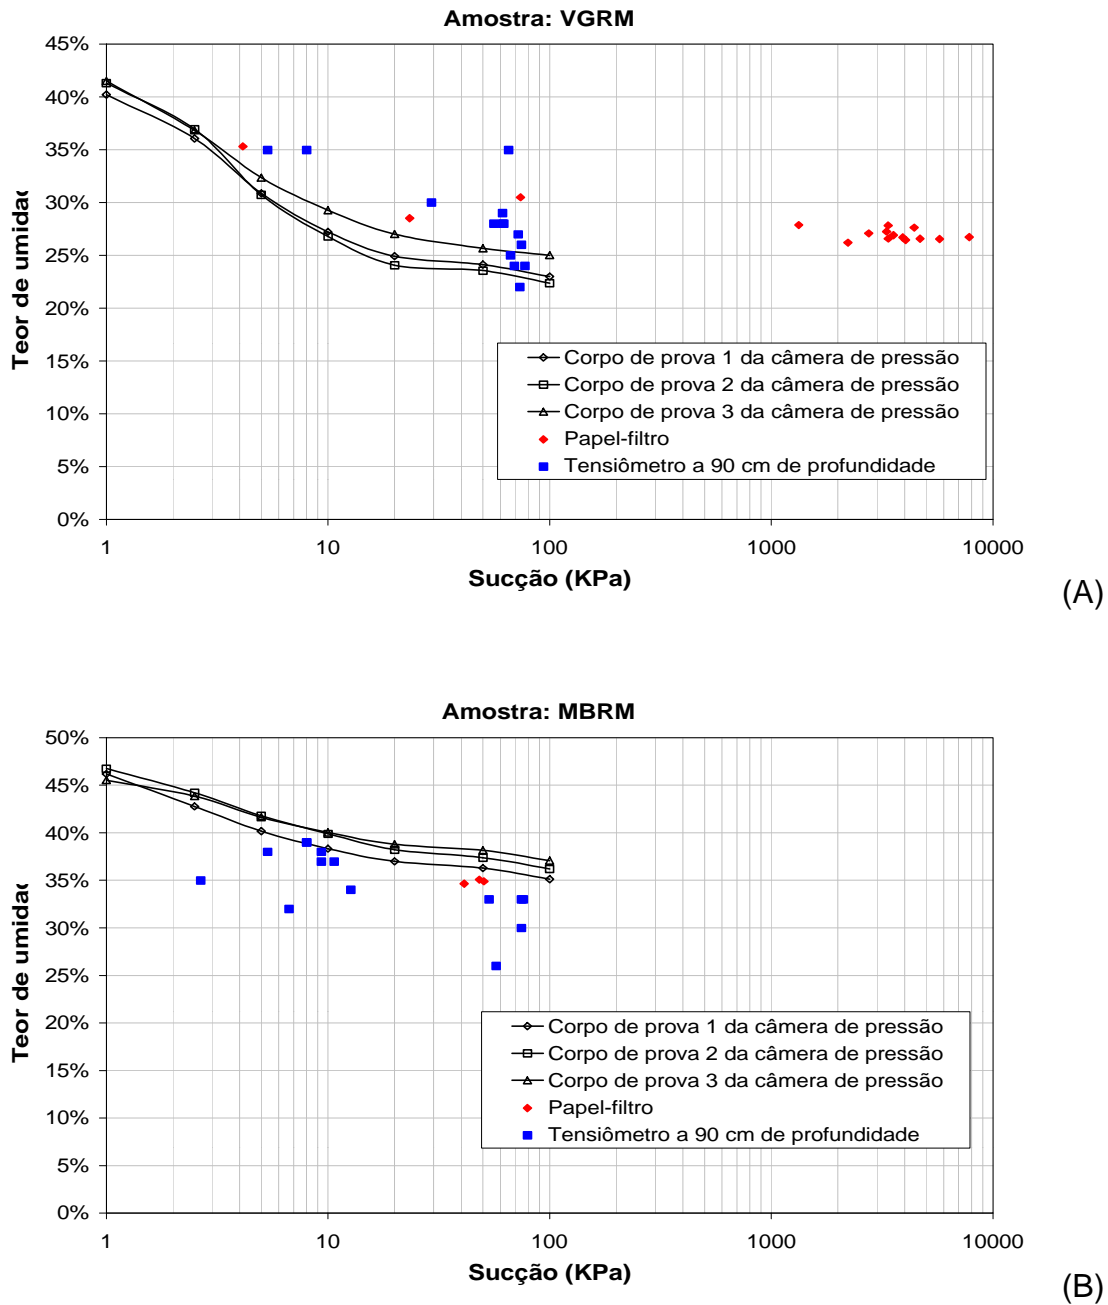 Amostra: VGRM
45%
40%
35%
30%
25%
20%
15%
10%
5%
0%
Teor de umidad
Corpo de prova 1 da câmera de pressão
Corpo de prova 2 da câmera de pressão
Corpo de prova 3 da câmera de pressão
Papel-filtro
Tensiômetro a 90 cm de profundidade
1 10 100 1000 10000
Sucção (KPa)
(A)
Amostra: MBRM
50%
45%
40%
35%
30%
25%
20%
15%
10%
5%
0%
Teor de umidad
Corpo de prova 1 da câmera de pressão
Corpo de prova 2 da câmera de pressão
Corpo de prova 3 da câmera de pressão
Papel-filtro
Tensiômetro a 90 cm de profundidade
1 10 100 1000 10000
Sucção (KPa)
(B)